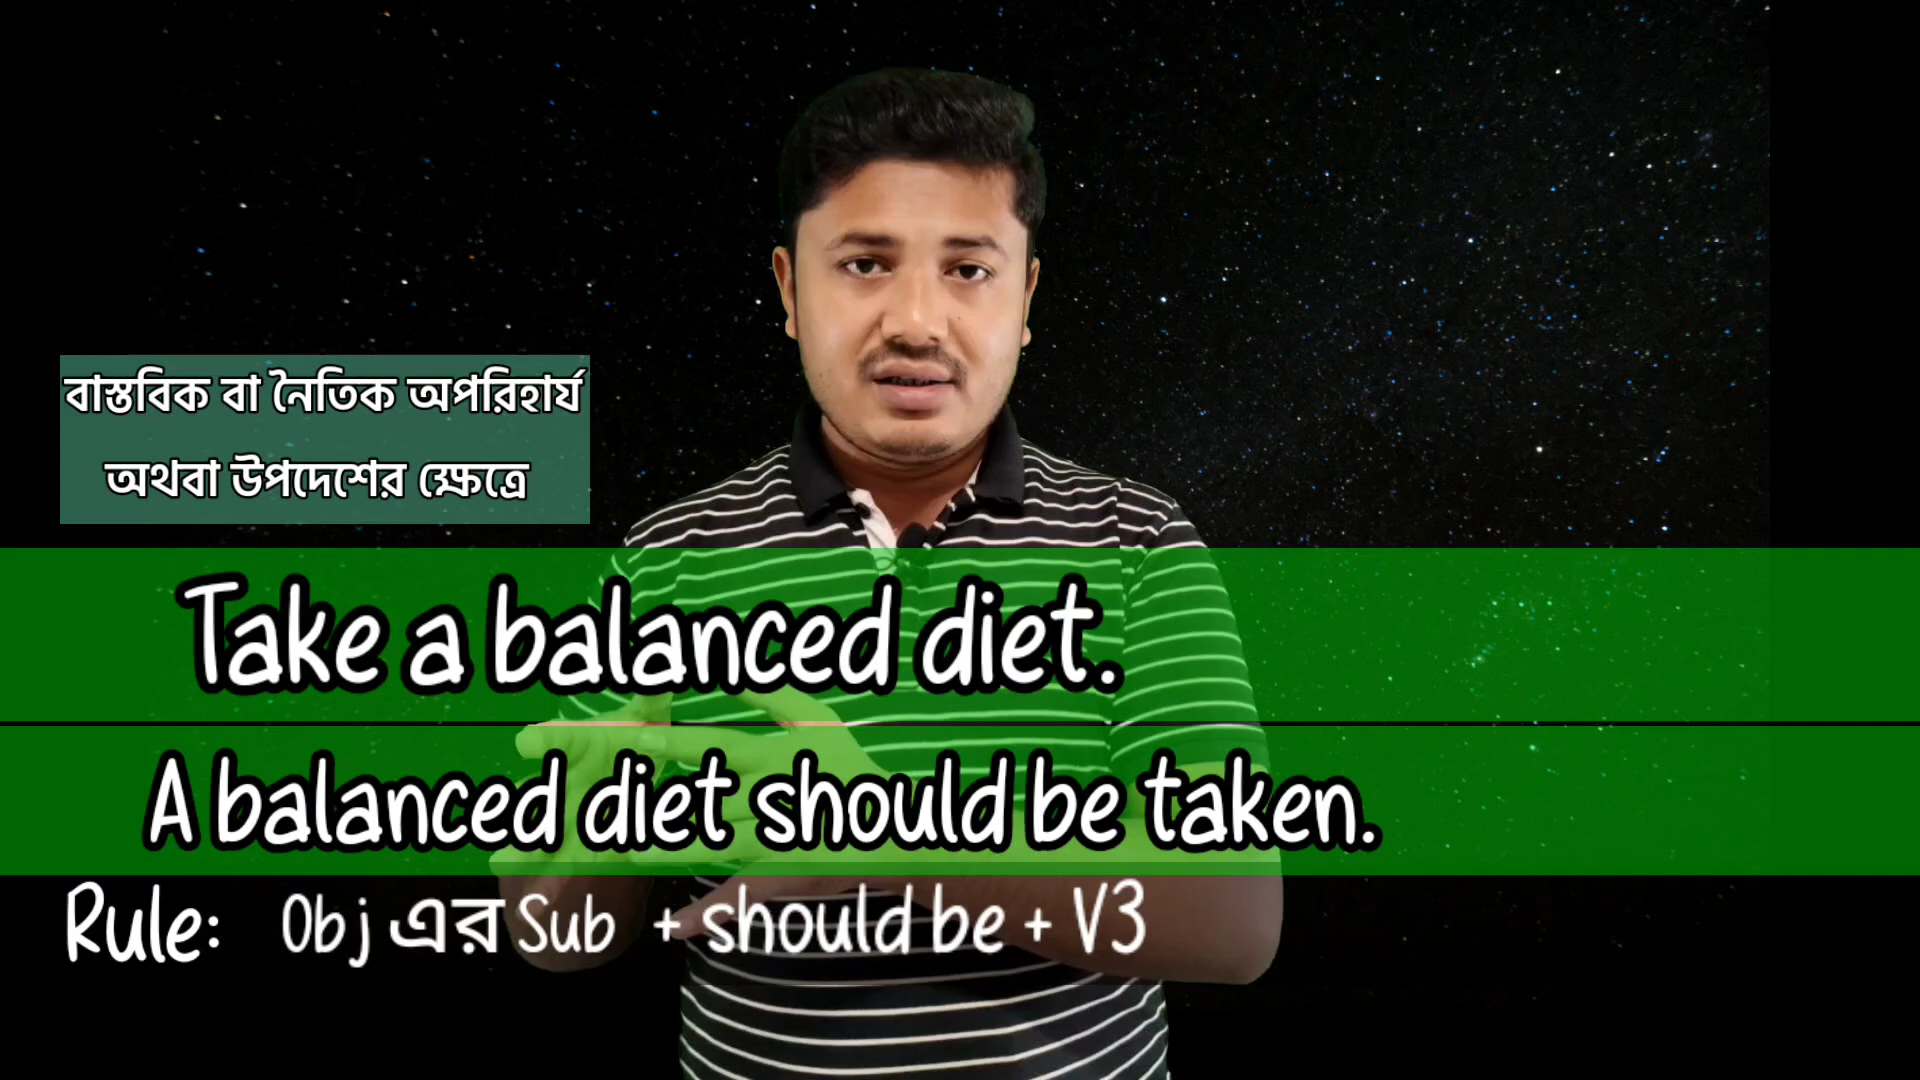 বাস্তবিক বা নৈতিক অপরিহার্য
অথবা উপদেশের ক্ষেত্রে
Take a balanced diet.
A balanced diet should be taken.
Rule: Obj এর Sub + should be + V3